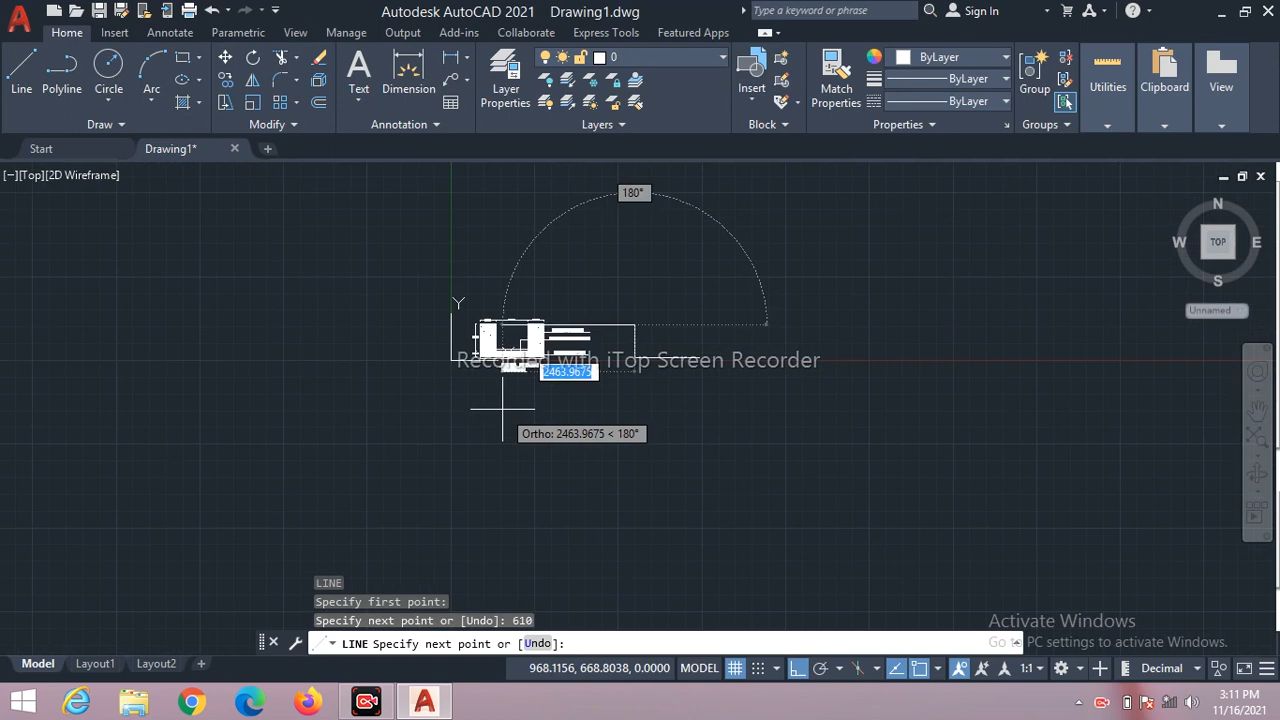 Autodesk AutoCAD 2021 Drawing1.dwg
Type a keyword or phrase
Sign In
Home Insert Annotate Parametric View Manage Output Add-ins Collaborate Express Tools Featured Apps
Line Polyline Circle Arc
Text Dimension
Layer Properties
0
Insert
Match Properties
ByLayer
ByLayer
ByLayer
Group
Utilities
Clipboard
View
Draw Modify Annotation Layers Block Properties Groups
Start
Drawing1*
[−][Top][2D Wireframe]
180°
N
W TOP E
S
Y
Unnamed
Recorded with iTop Screen Recorder
2463.9675
Ortho: 2463.9675 < 180°
LINE
Specify first point:
Specify next point or [Undo]: 610
LINE Specify next point or [Undo]:
Activate Windows
Go to PC settings to activate Windows.
Model Layout1 Layout2
968.1156, 668.8038, 0.0000 MODEL 1:1 Decimal
3:11 PM
11/16/2021